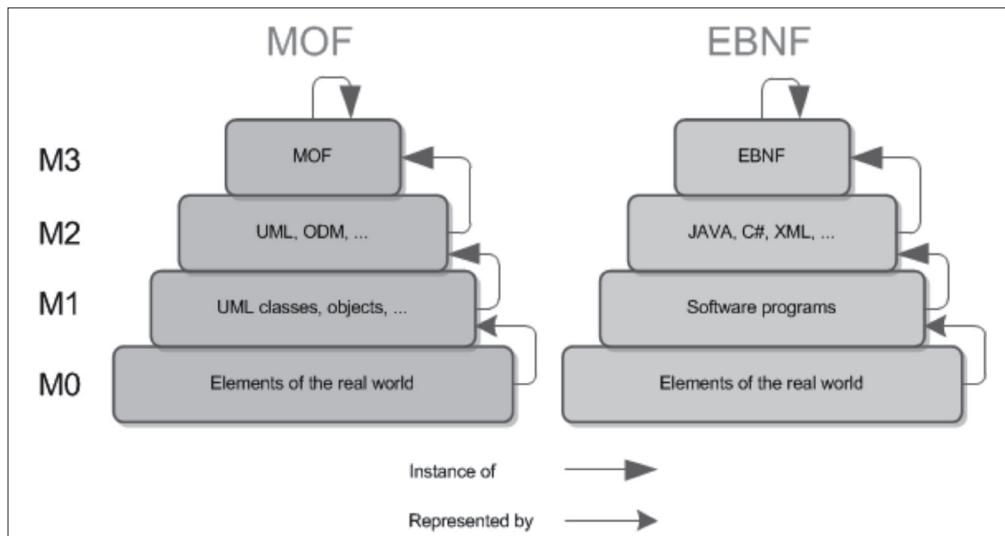 MOF
EBNF
M3
MOF
EBNF
M2
UML, ODM, ...
JAVA, C#, XML, ...
M1
UML classes, objects, ...
Software programs
M0
Elements of the real world
Elements of the real world
Instance of
Represented by